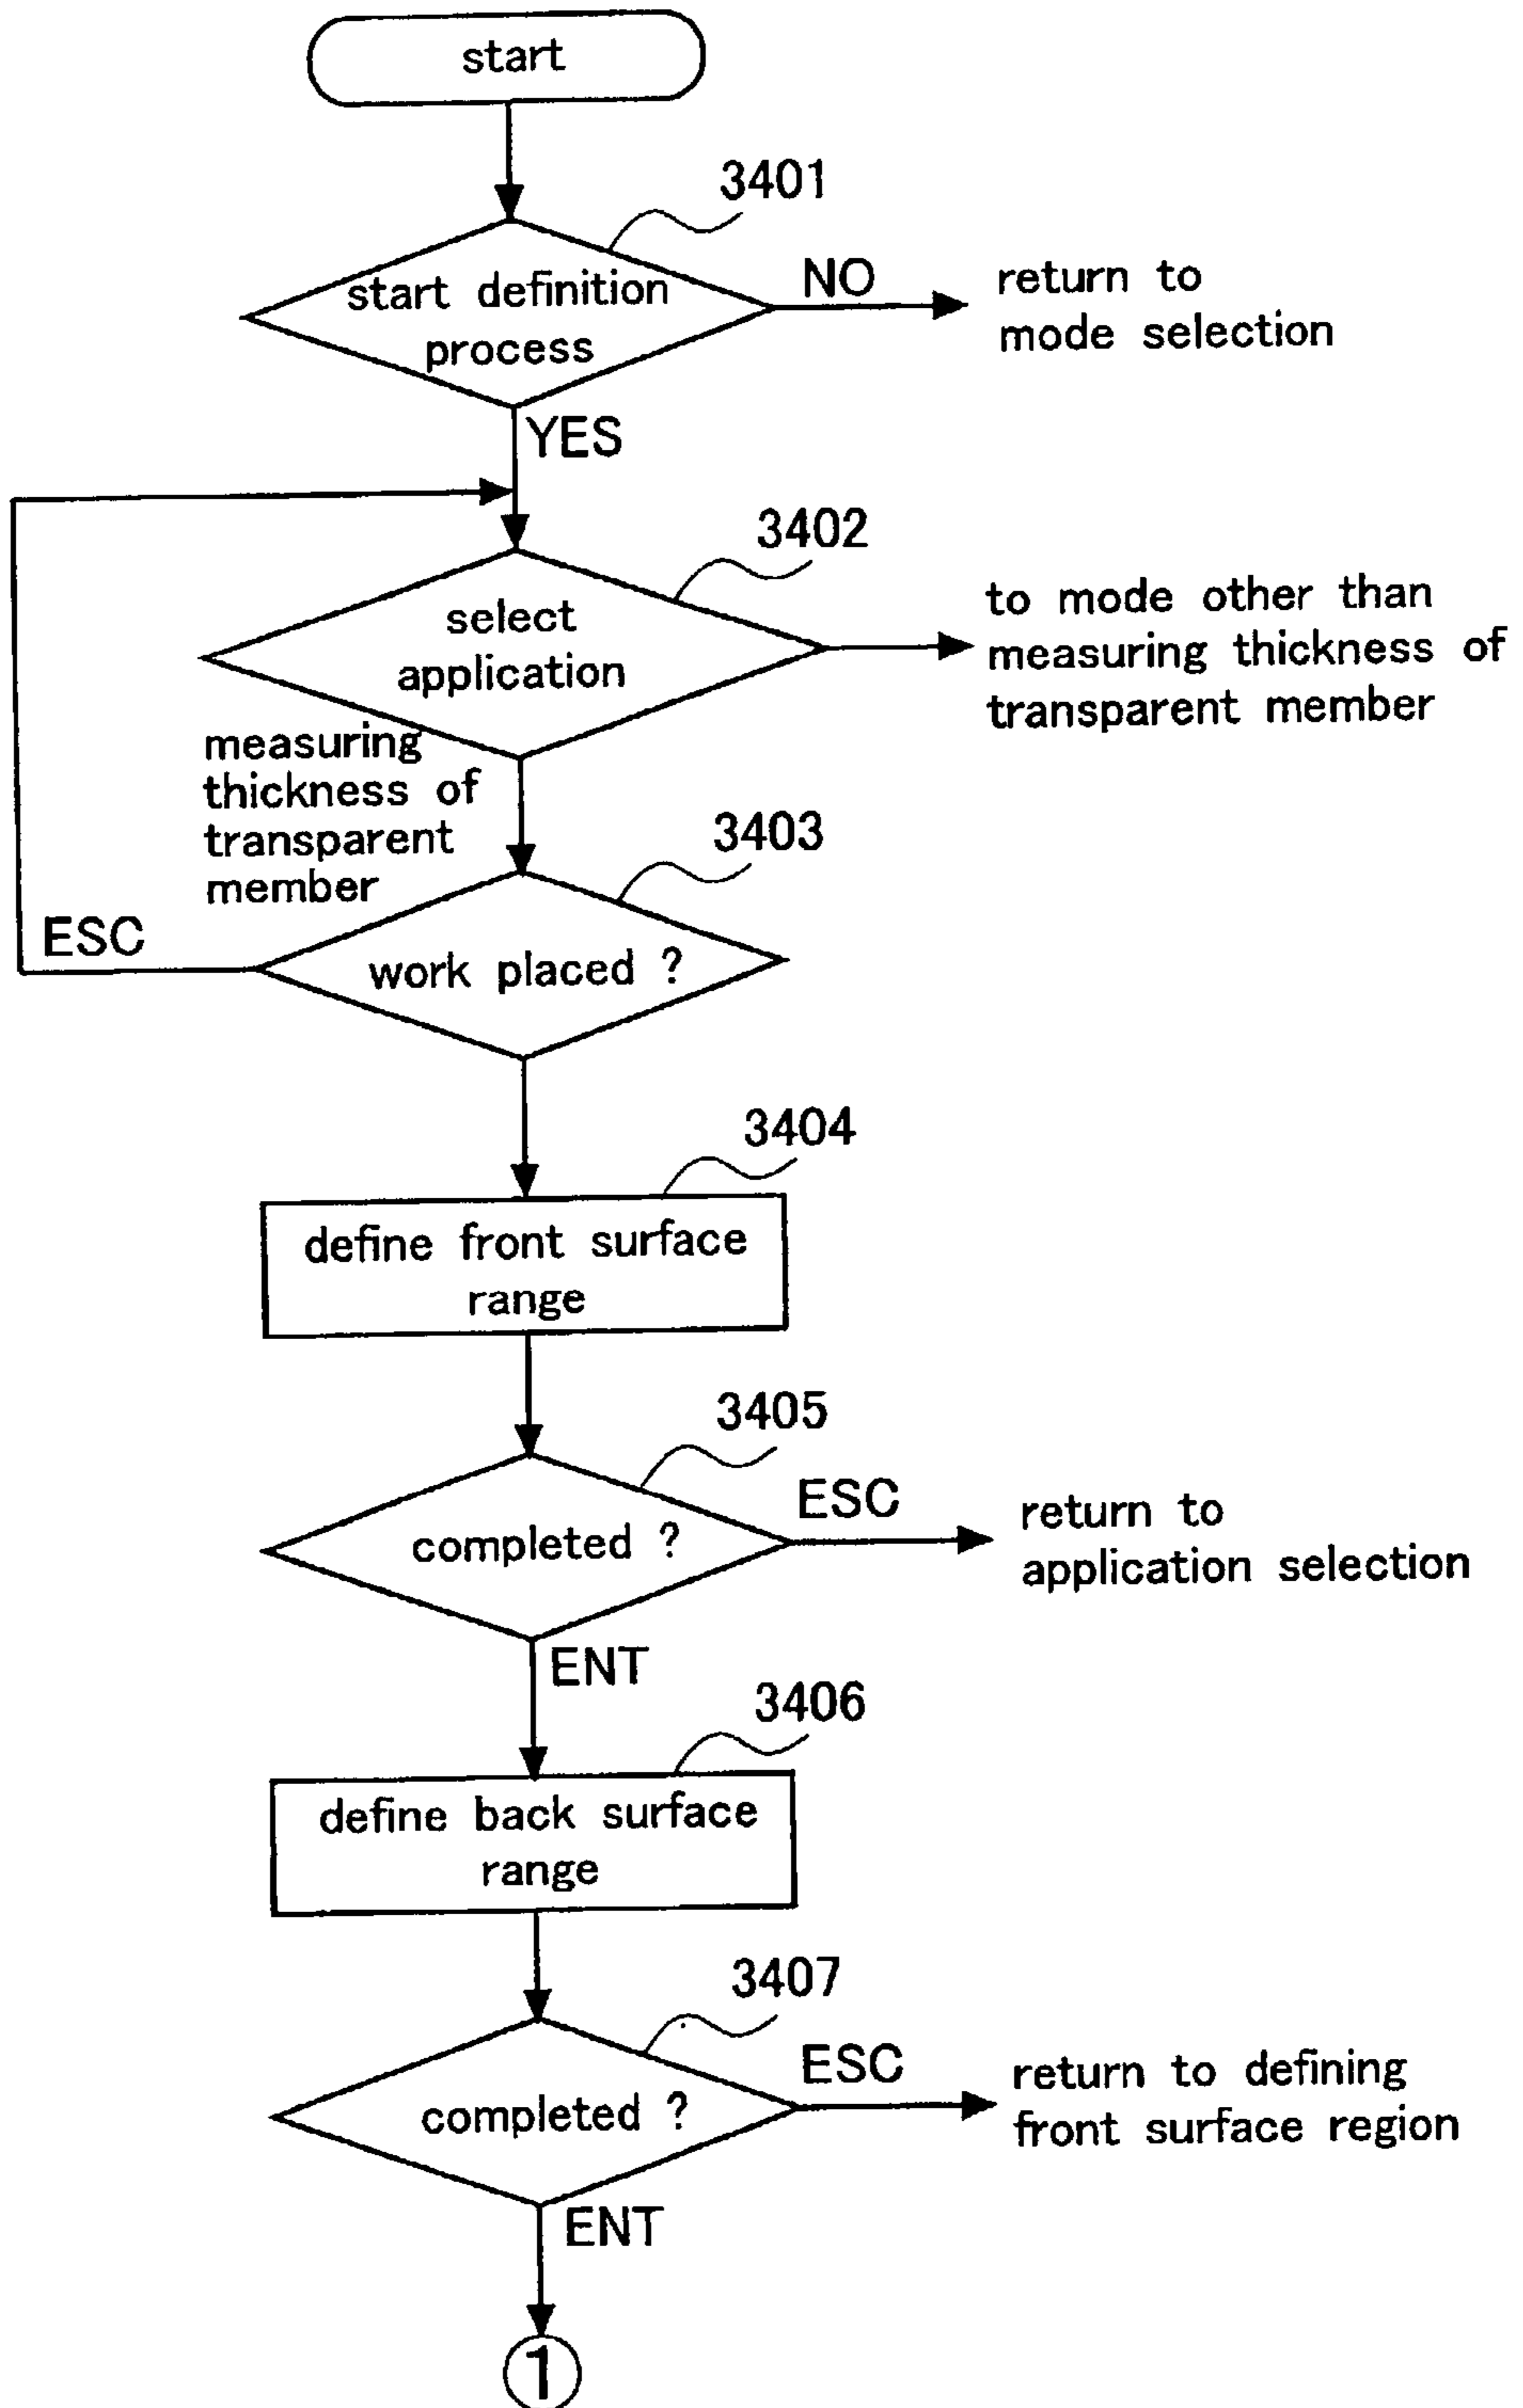 start
3401
start definition
process
NO
return to
mode selection
YES
3402
select
application
to mode other than
measuring thickness of
transparent member
measuring
thickness of
transparent
member
3403
ESC
work placed ?
3404
define front surface
range
3405
completed ?
ESC
return to
application selection
ENT
3406
define back surface
range
3407
completed ?
ESC
return to defining
front surface region
ENT
1